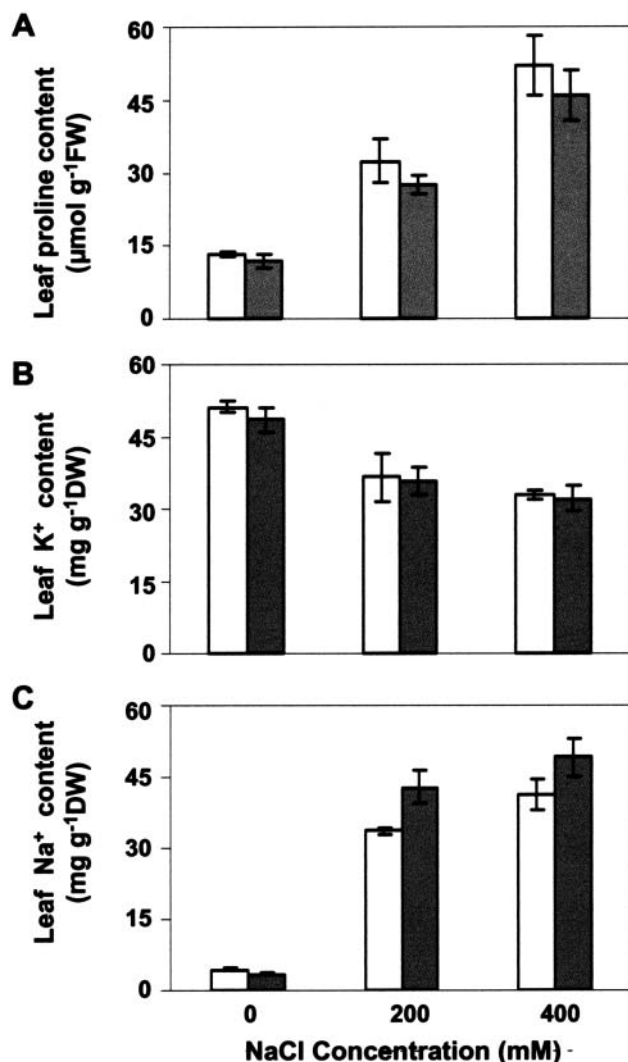 A
Leaf proline content
(µmol g⁻¹FW)
60
45
30
15
0
B
Leaf K⁺ content
(mg g⁻¹DW)
60
45
30
15
0
C
Leaf Na⁺ content
(mg g⁻¹DW)
60
45
30
15
0
0 200 400
NaCl Concentration (mM)